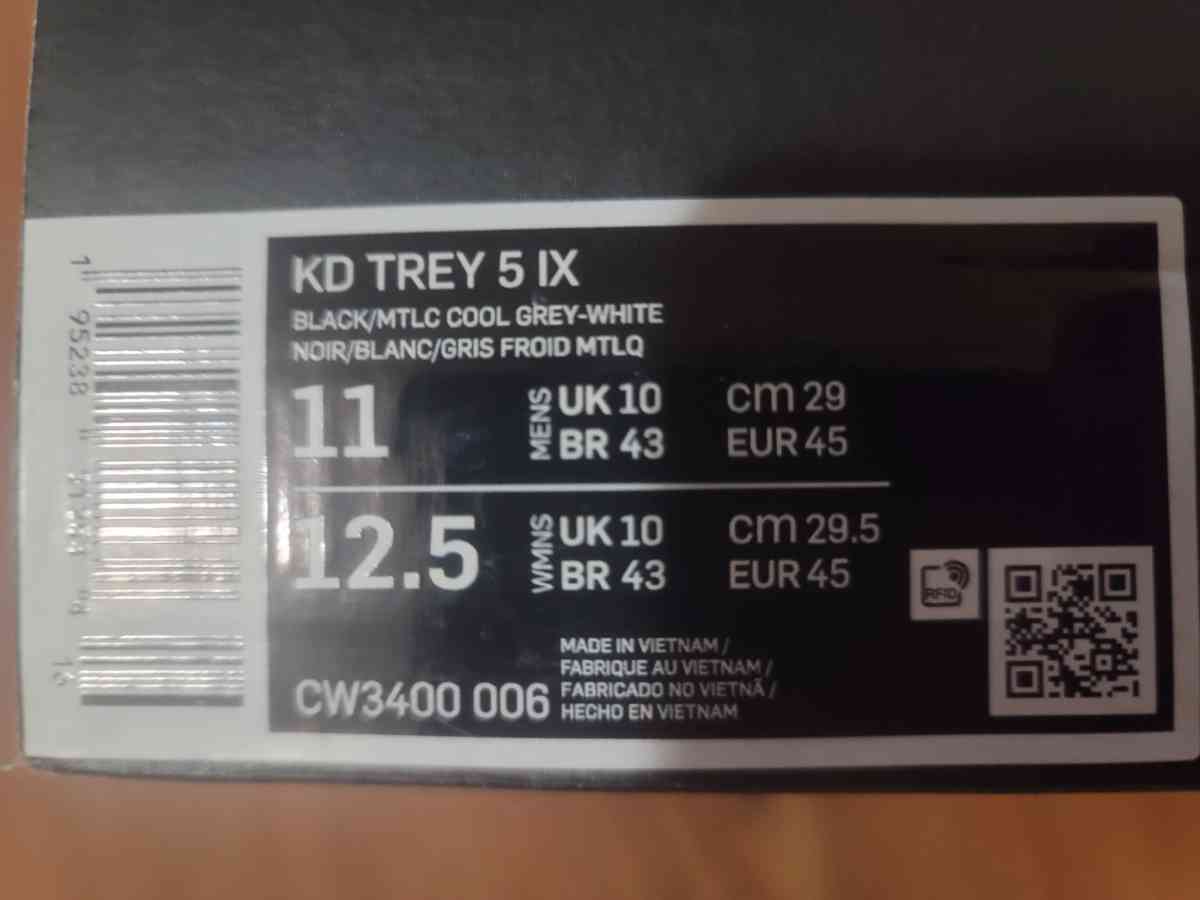 KD TREY 5 IX
BLACK/MTLC COOL GREY-WHITE
NOIR/BLANC/GRIS FROID MTLQ
11 MENS UK 10 cm 29
BR 43 EUR 45
12.5 WMNS UK 10 cm 29.5
BR 43 EUR 45
CW3400 006
MADE IN VIETNAM /
FABRIQUE AU VIETNAM /
FABRICADO NO VIETNÃ /
HECHO EN VIETNAM
RFID
1 95238